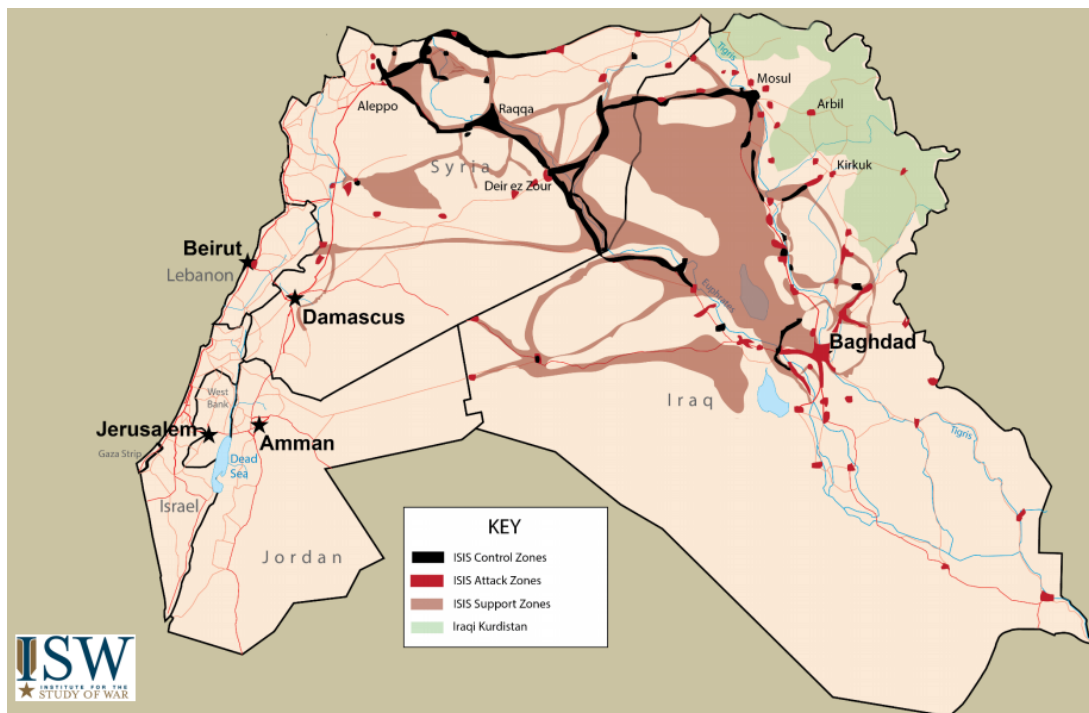 Tigris
Mosul
Aleppo
Raqqa
Arbil
Syria
Kirkuk
Deir ez Zour
Beirut
Lebanon
Euphrates
Damascus
Baghdad
West
Bank
Iraq
Jerusalem
Amman
Tigris
Gaza Strip
Dead
Sea
Israel
Jordan
KEY
ISIS Control Zones
ISIS Attack Zones
ISIS Support Zones
Iraqi Kurdistan
ISW
INSTITUTE FOR THE
STUDY OF WAR